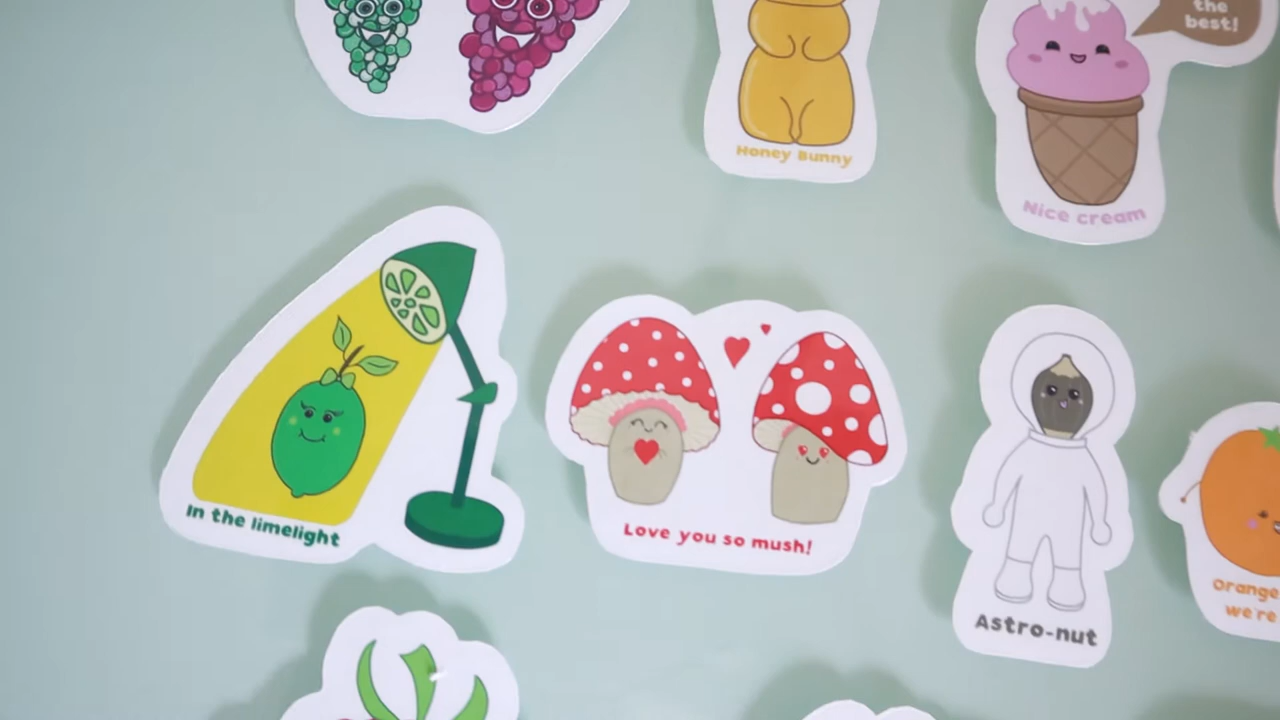 the
best!
Honey Bunny
Nice cream
In the limelight
Love you so mush!
Astro-nut
Orange
we're